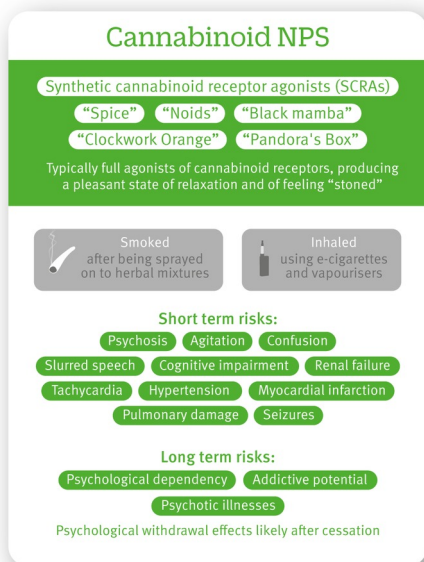 Cannabinoid NPS
Synthetic cannabinoid receptor agonists (SCRAs)
“Spice” “Noids” “Black mamba”
“Clockwork Orange” “Pandora's Box”
Typically full agonists of cannabinoid receptors, producing
a pleasant state of relaxation and of feeling “stoned”
Smoked
after being sprayed
on to herbal mixtures
Inhaled
using e-cigarettes
and vapourisers
Short term risks:
Psychosis Agitation Confusion
Slurred speech Cognitive impairment Renal failure
Tachycardia Hypertension Myocardial infarction
Pulmonary damage Seizures
Long term risks:
Psychological dependency Addictive potential
Psychotic illnesses
Psychological withdrawal effects likely after cessation